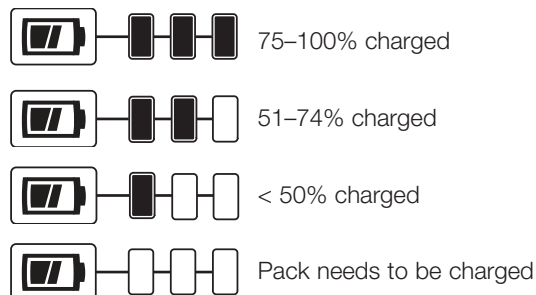 75–100% charged
51–74% charged
< 50% charged
Pack needs to be charged